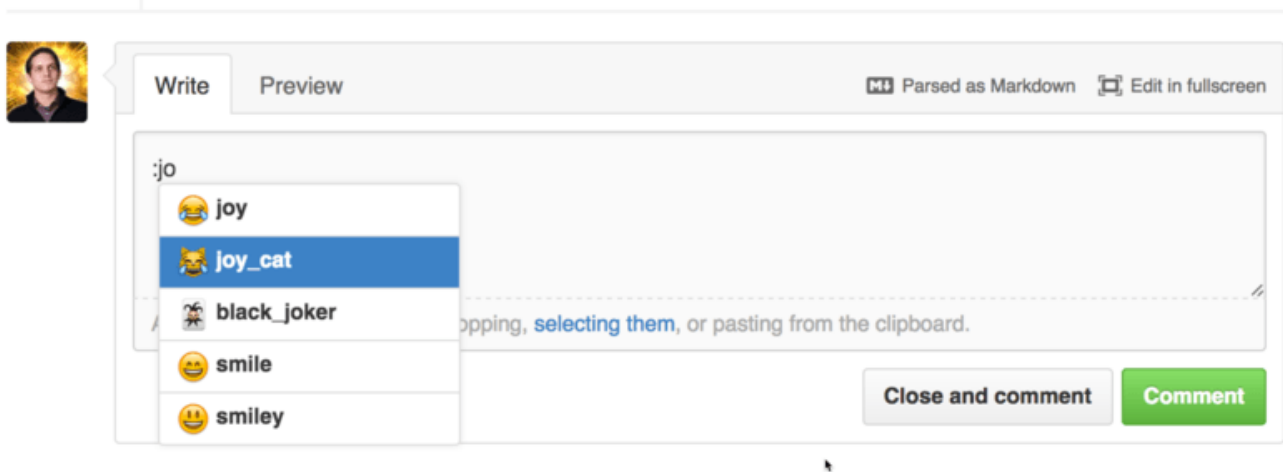 Write Preview Parsed as Markdown Edit in fullscreen
:jo
joy
joy_cat
black_joker
opping, selecting them, or pasting from the clipboard.
smile
smiley
Close and comment Comment